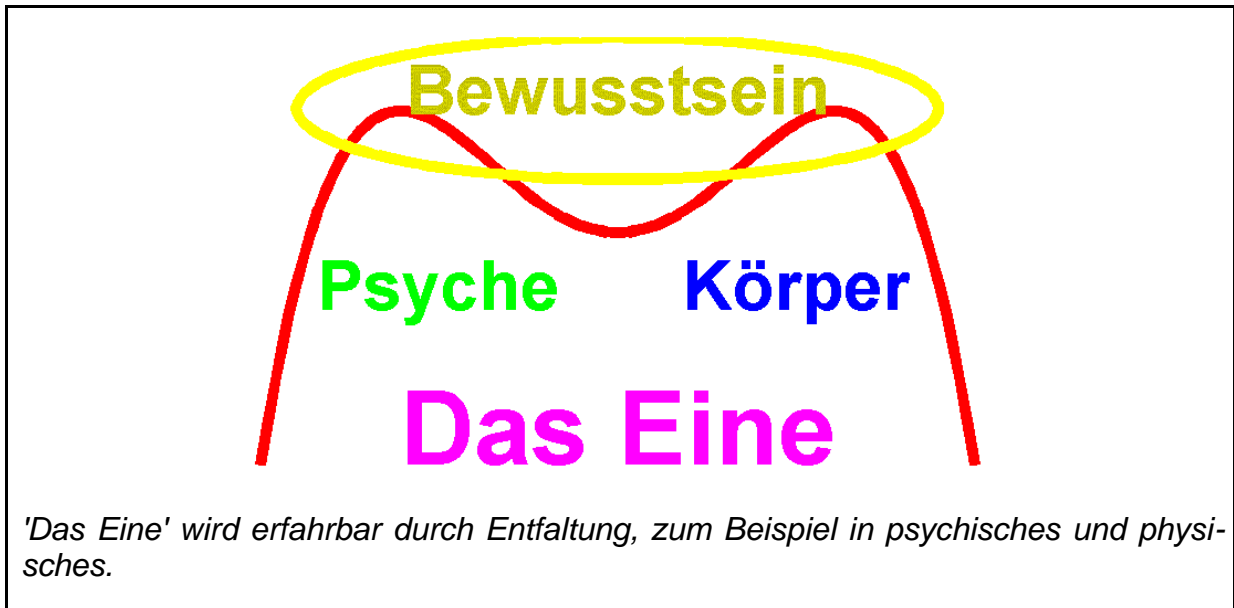 Bewusstsein
Psyche Körper
Das Eine
'Das Eine' wird erfahrbar durch Entfaltung, zum Beispiel in psychisches und physi-
sches.